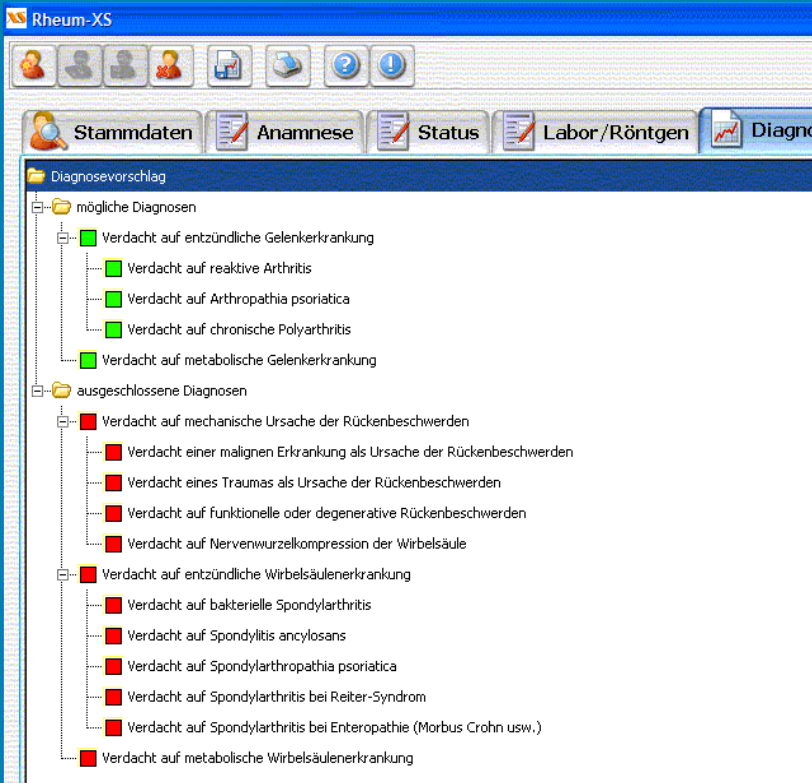 XS Rheum-XS
Stammdaten Anamnese Status Labor/Röntgen
Diagnosevorschlag
mögliche Diagnosen
Verdacht auf entzündliche Gelenkerkrankung
Verdacht auf reaktive Arthritis
Verdacht auf Arthropathia psoriatica
Verdacht auf chronische Polyarthritis
Verdacht auf metabolische Gelenkerkrankung
ausgeschlossene Diagnosen
Verdacht auf mechanische Ursache der Rückenbeschwerden
Verdacht einer malignen Erkrankung als Ursache der Rückenbeschwerden
Verdacht eines Traumas als Ursache der Rückenbeschwerden
Verdacht auf funktionelle oder degenerative Rückenbeschwerden
Verdacht auf Nervenwurzelkompression der Wirbelsäule
Verdacht auf entzündliche Wirbelsäulenerkrankung
Verdacht auf bakterielle Spondylarthritis
Verdacht auf Spondylitis ancylosans
Verdacht auf Spondylarthropathia psoriatica
Verdacht auf Spondylarthritis bei Reiter-Syndrom
Verdacht auf Spondylarthritis bei Enteropathie (Morbus Crohn usw.)
Verdacht auf metabolische Wirbelsäulenerkrankung